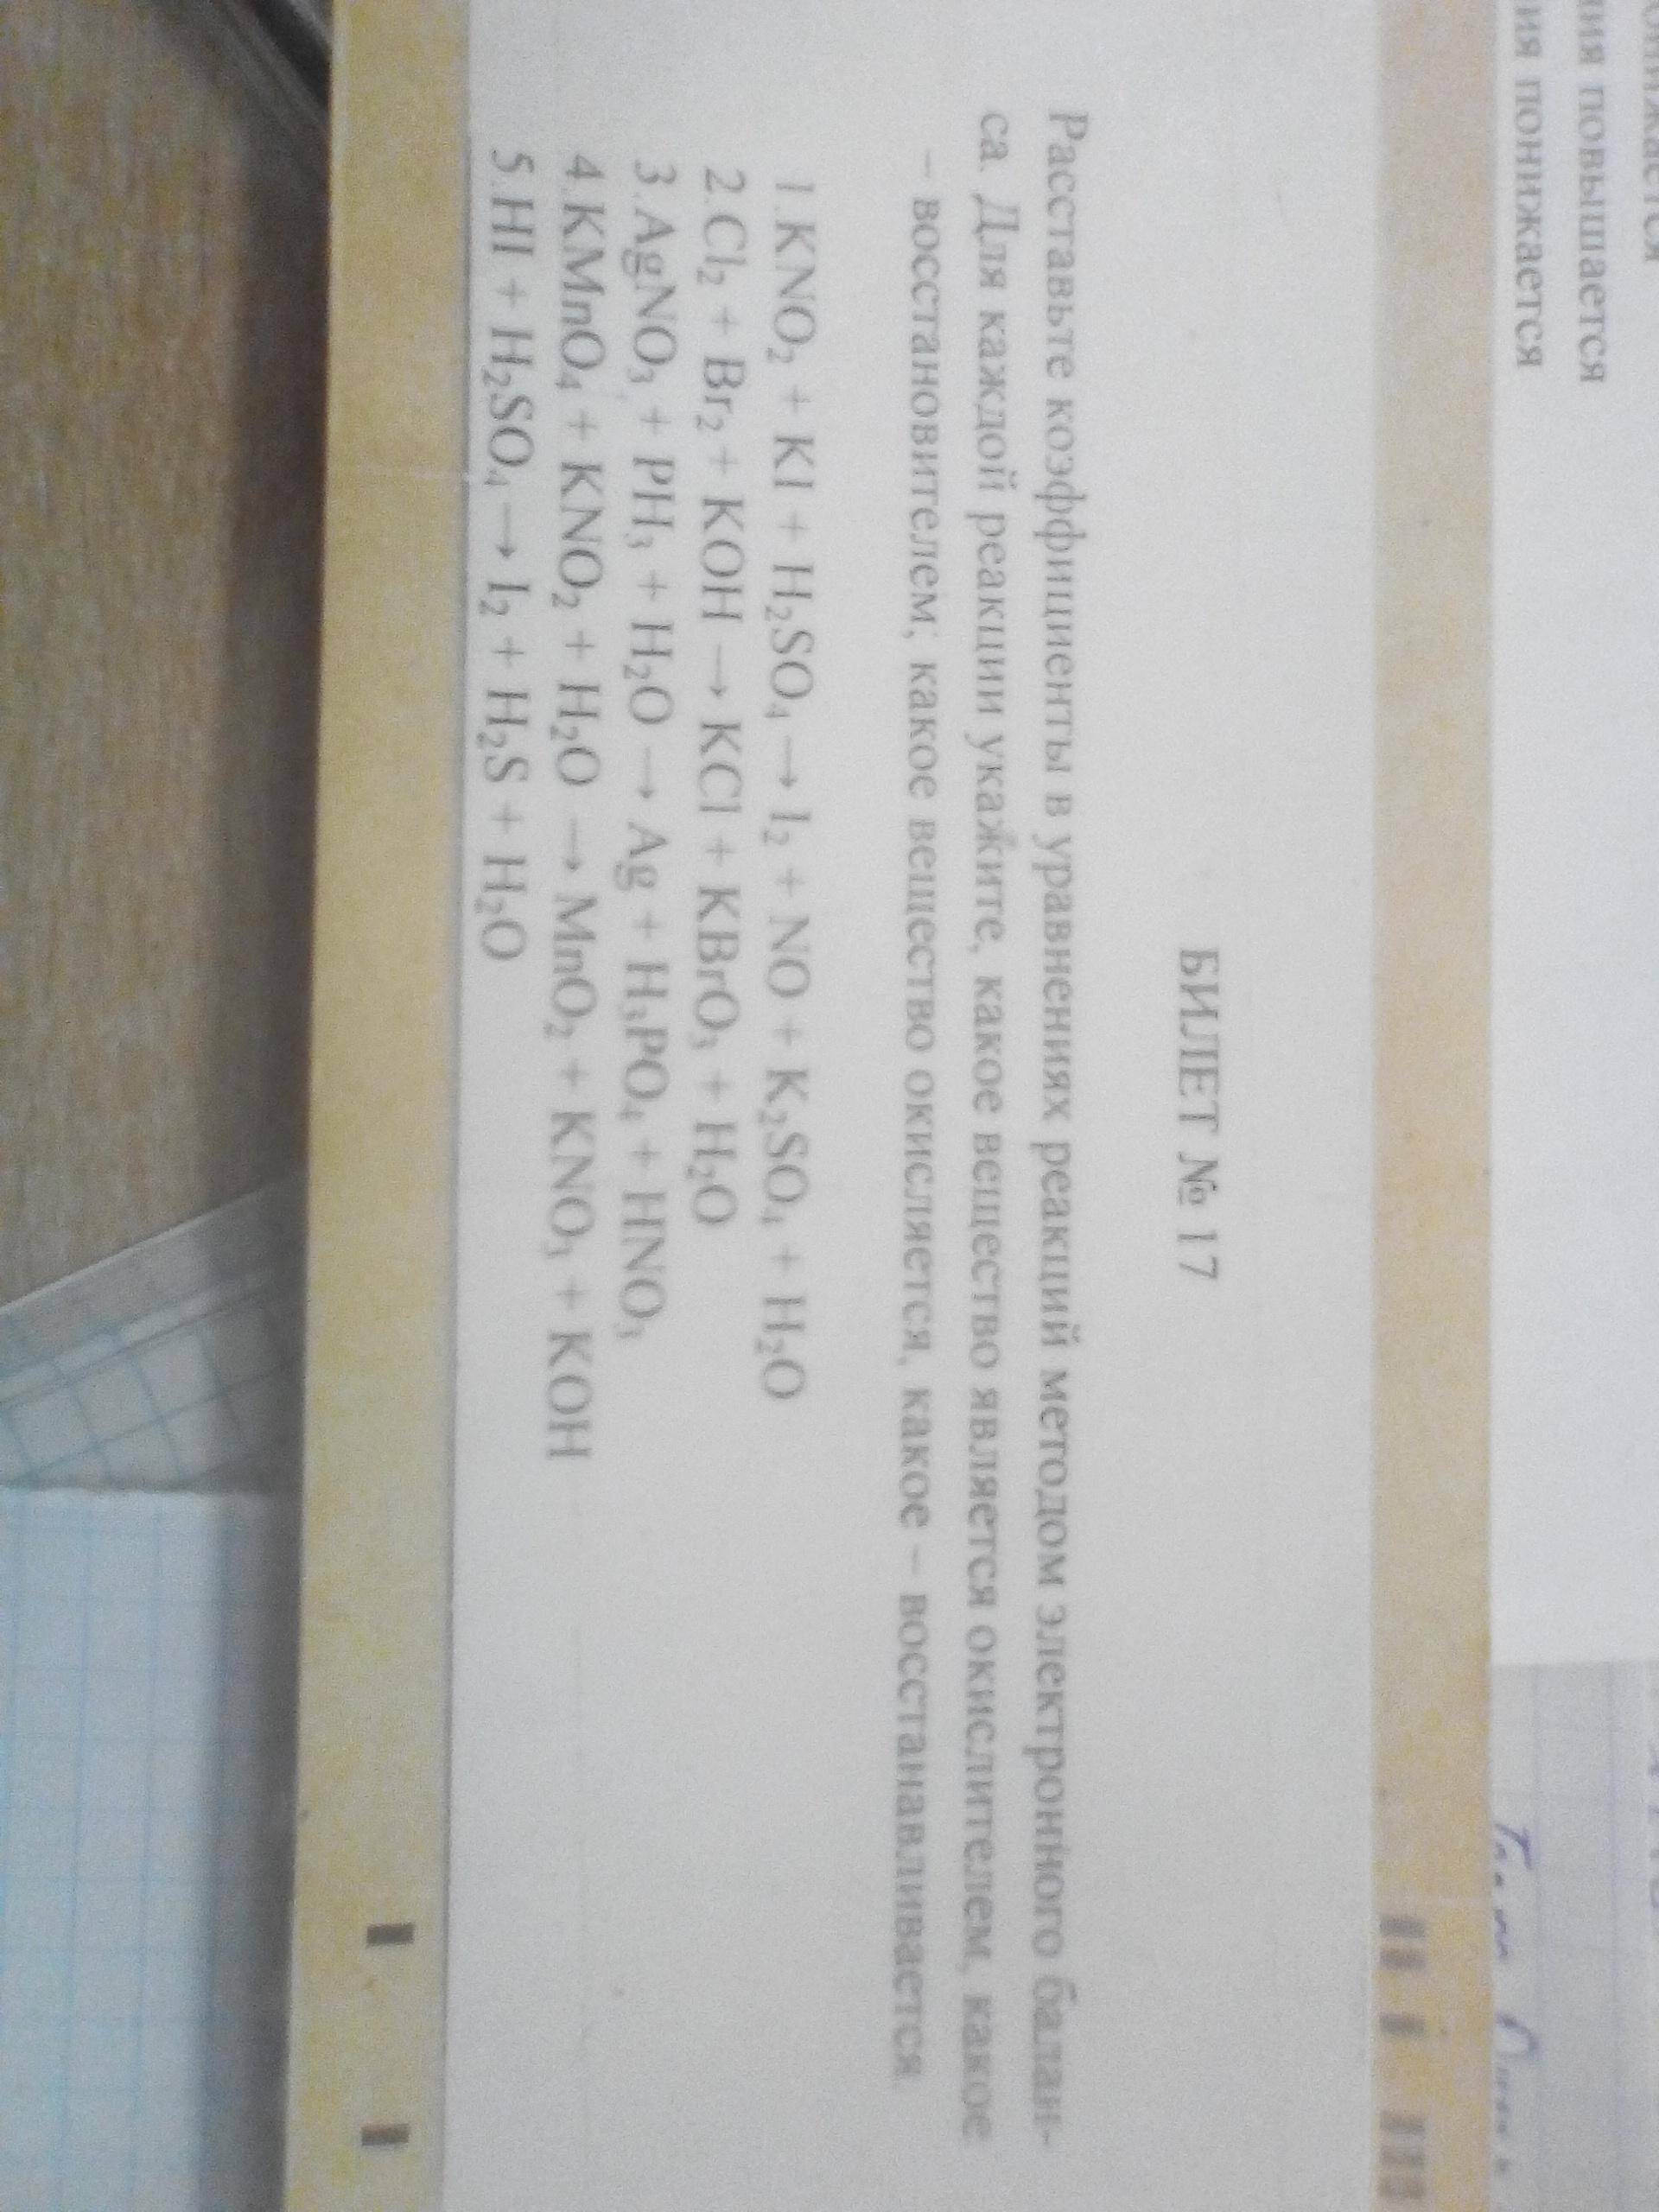 ния повышается
ия понижается
БИЛЕТ № 17
Расставьте коэффициенты в уравнениях реакций методом электронного балан-
са. Для каждой реакции укажите, какое вещество является окислителем, какое
– восстановителем; какое вещество окисляется, какое – восстанавливается.
1.KNO₂ + KI + H₂SO₄ → I₂ + NO + K₂SO₄ + H₂O
2.Cl₂ + Br₂ + KOH → KCl + KBrO₃ + H₂O
3.AgNO₃ + PH₃ + H₂O → Ag + H₃PO₄ + HNO₃
4.KMnO₄ + KNO₂ + H₂O → MnO₂ + KNO₃ + KOH
5.HI + H₂SO₄ → I₂ + H₂S + H₂O